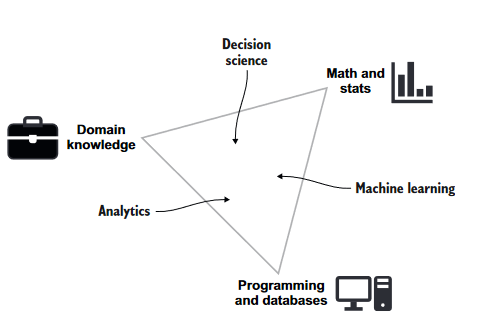 Decision
science
Math and
stats
Domain
knowledge
Machine learning
Analytics
Programming
and databases